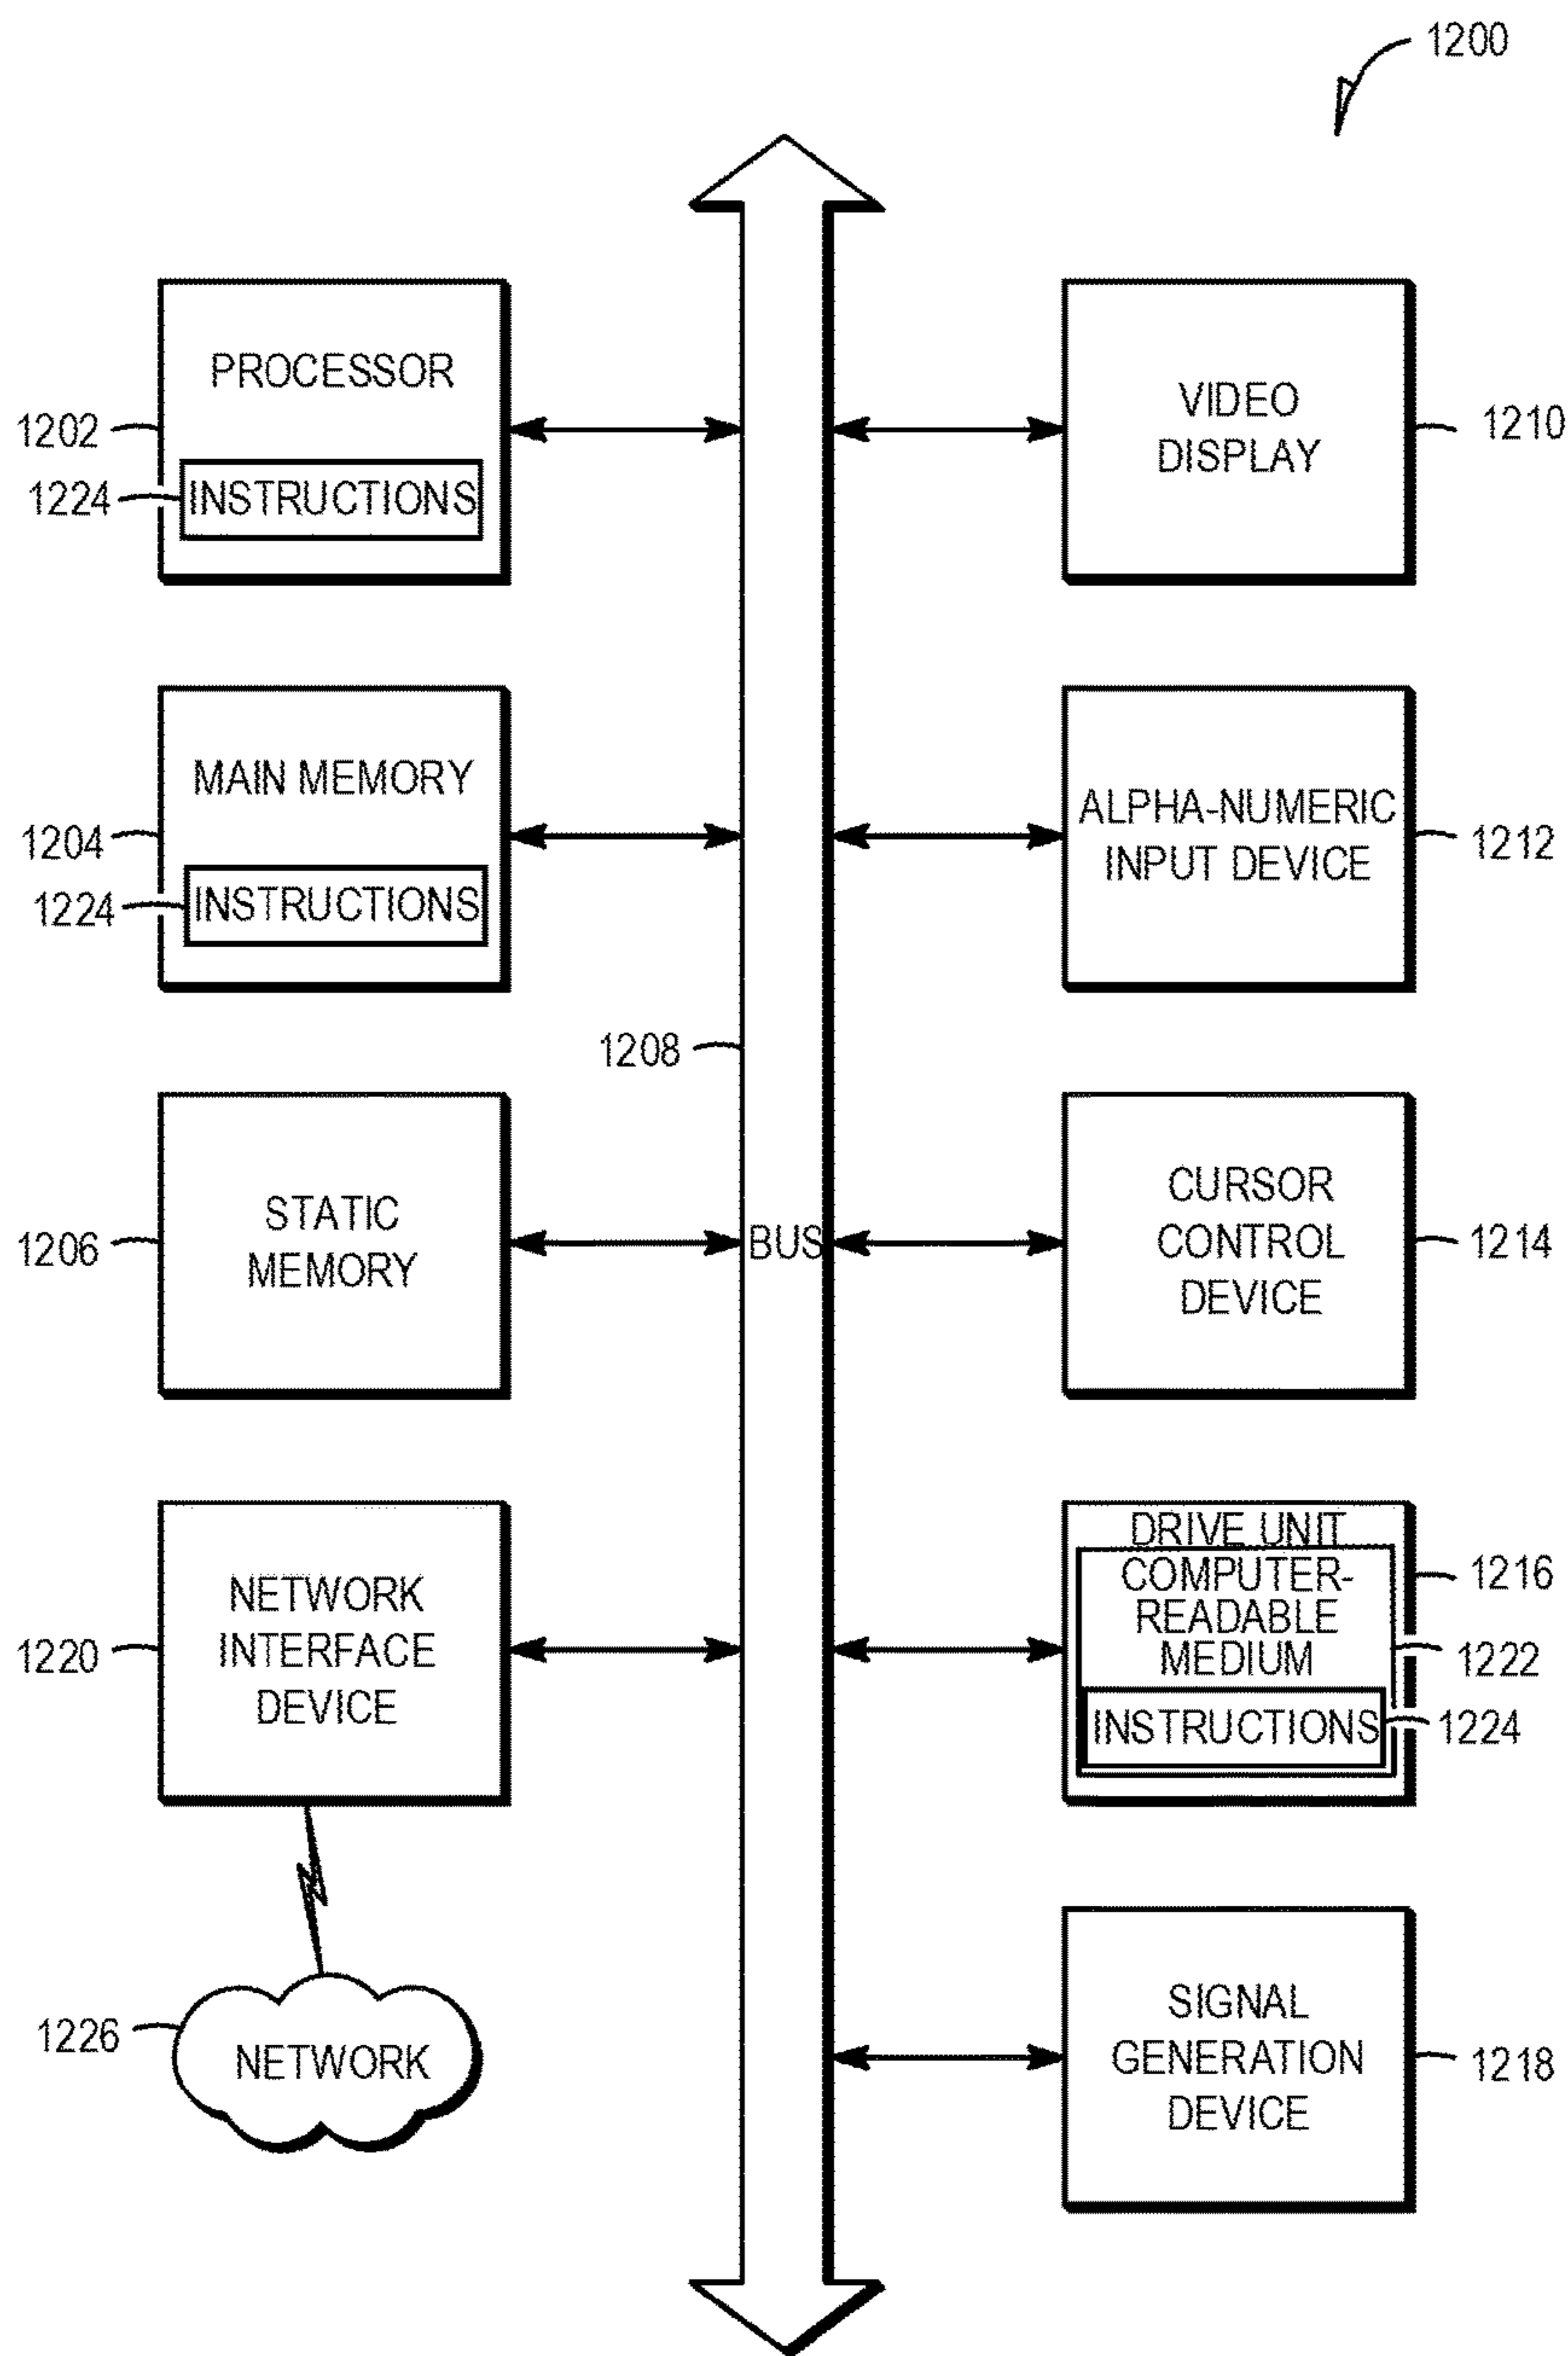 1200
PROCESSOR
1202
1224
INSTRUCTIONS
VIDEO
DISPLAY
1210
MAIN MEMORY
1204
1224
INSTRUCTIONS
ALPHA-NUMERIC
INPUT DEVICE
1212
1208
STATIC
MEMORY
1206
BUS
CURSOR
CONTROL
DEVICE
1214
NETWORK
INTERFACE
DEVICE
1220
DRIVE UNIT
COMPUTER-
READABLE
MEDIUM
1216
1222
INSTRUCTIONS
1224
1226
NETWORK
SIGNAL
GENERATION
DEVICE
1218